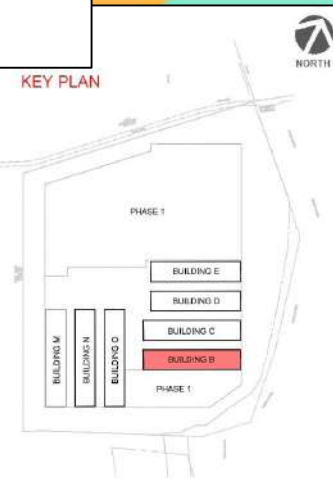 NORTH
KEY PLAN
PHASE 1
BUILDING E
BUILDING D
BUILDING C
BUILDING B
BUILDING M
BUILDING N
BUILDING O
PHASE 1